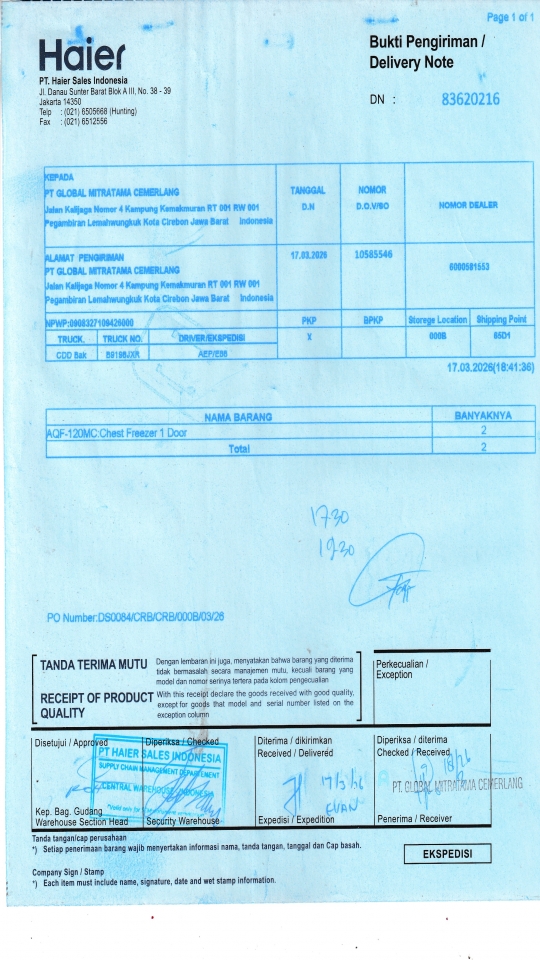 Page 1 of 1
Haier
Bukti Pengiriman /
Delivery Note
PT. Haier Sales Indonesia
Jl. Danau Sunter Barat Blok A III, No. 38 - 39
Jakarta 14350
Telp : (021) 6505668 (Hunting)
Fax : (021) 6512556
DN : 83620216
KEPADA
PT GLOBAL MITRATAMA CEMERLANG
Jalan Kalijaga Nomor 4 Kampung Kemakmuran RT 001 RW 001
Pegambiran Lemahwungkuk Kota Cirebon Jawa Barat Indonesia
TANGGAL D.N
NOMOR D.O.V/SO
NOMOR DEALER
ALAMAT PENGIRIMAN
PT GLOBAL MITRATAMA CEMERLANG
Jalan Kalijaga Nomor 4 Kampung Kemakmuran RT 001 RW 001
Pegambiran Lemahwungkuk Kota Cirebon Jawa Barat Indonesia
17.03.2026
10585546
6000581553
NPWP:0908327109426000
PKP
BPKP
Storege Location
Shipping Point
TRUCK.
TRUCK NO.
DRIVER/EKSPEDISI
X
000B
85D1
CDD Bak
B9198JXR
17.03.2026(18:41:36)
NAMA BARANG
BANYAKNYA
AQF-120MC:Chest Freezer 1 Door
2
Total
2
1730
1930
PO Number:DS0084/CRB/CRB/000B/03/26
TANDA TERIMA MUTU
Dengan lembaran ini juga, menyatakan bahwa barang yang diterima
tidak bermasalah secara manajemen mutu, kecuali barang yang
model dan nomor serinya tertera pada kolom pengecualian
RECEIPT OF PRODUCT
QUALITY
With this receipt declare the goods received with good quality,
except for goods that model and serial number listed on the
exception column
Perkecualian /
Exception
Disetujui / Approved
Diperiksa / Checked
Diterima / dikirimkan
Received / Delivered
Diperiksa / diterima
Checked / Received
PT HAIER SALES INDONESIA
SUPPLY CHAIN MANAGEMENT DEPARTEMENT
CENTRAL WAREHOUSE - INDONESIA
17/3/26
PT. GLOBAL MITRATAMA CEMERLANG
Kep. Bag. Gudang
Warehouse Section Head
Security Warehouse
Expedisi / Expedition
Penerima / Receiver
Tanda tangan/cap perusahaan
*) Setiap penerimaan barang wajib menyertakan informasi nama, tanda tangan, tanggal dan Cap basah.
EKSPEDISI
Company Sign / Stamp
*) Each item must include name, signature, date and wet stamp information.